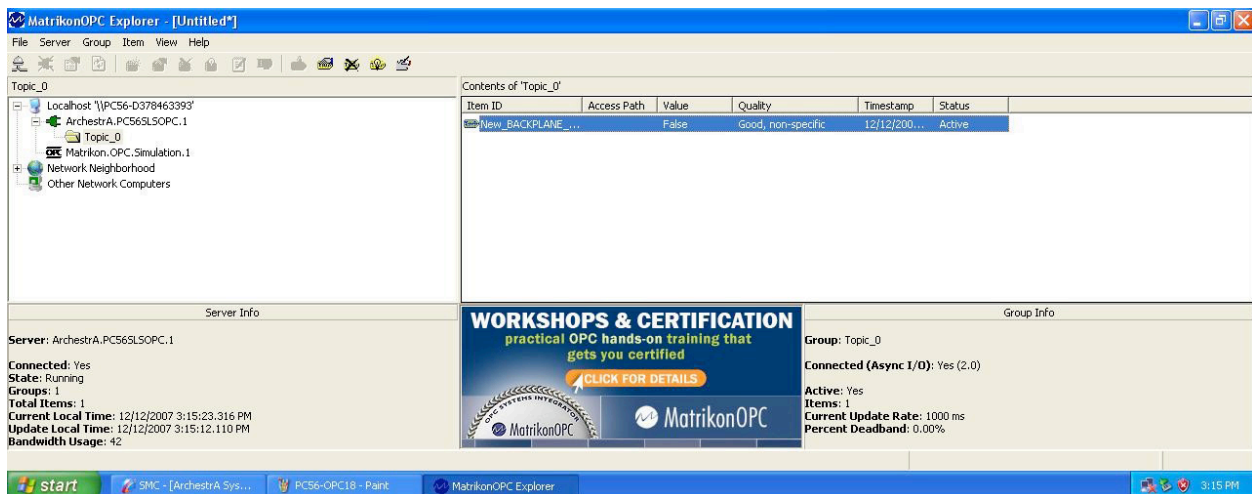 MatrikonOPC Explorer - [Untitled*]
File Server Group Item View Help
Topic_0
Contents of 'Topic_0'
Localhost '\\PC56-D378463393'
ArchestrA.PC56SLSOPC.1
Topic_0
Matrikon.OPC.Simulation.1
Network Neighborhood
Other Network Computers
Item ID Access Path Value Quality Timestamp Status
New_BACKPLANE_... False Good, non-specific 12/12/200... Active
Server Info
Server: ArchestrA.PC56SLSOPC.1
Connected: Yes
State: Running
Groups: 1
Total Items: 1
Current Local Time: 12/12/2007 3:15:23.316 PM
Update Local Time: 12/12/2007 3:15:12.110 PM
Bandwidth Usage: 42
WORKSHOPS & CERTIFICATION
practical OPC hands-on training that
gets you certified
CLICK FOR DETAILS
OPC SYSTEMS INTEGRATOR
MatrikonOPC
MatrikonOPC
Group Info
Group: Topic_0
Connected (Async I/O): Yes (2.0)
Active: Yes
Items: 1
Current Update Rate: 1000 ms
Percent Deadband: 0.00%
start SMC - [ArchestrA Sys... PC56-OPC18 - Paint MatrikonOPC Explorer 3:15 PM